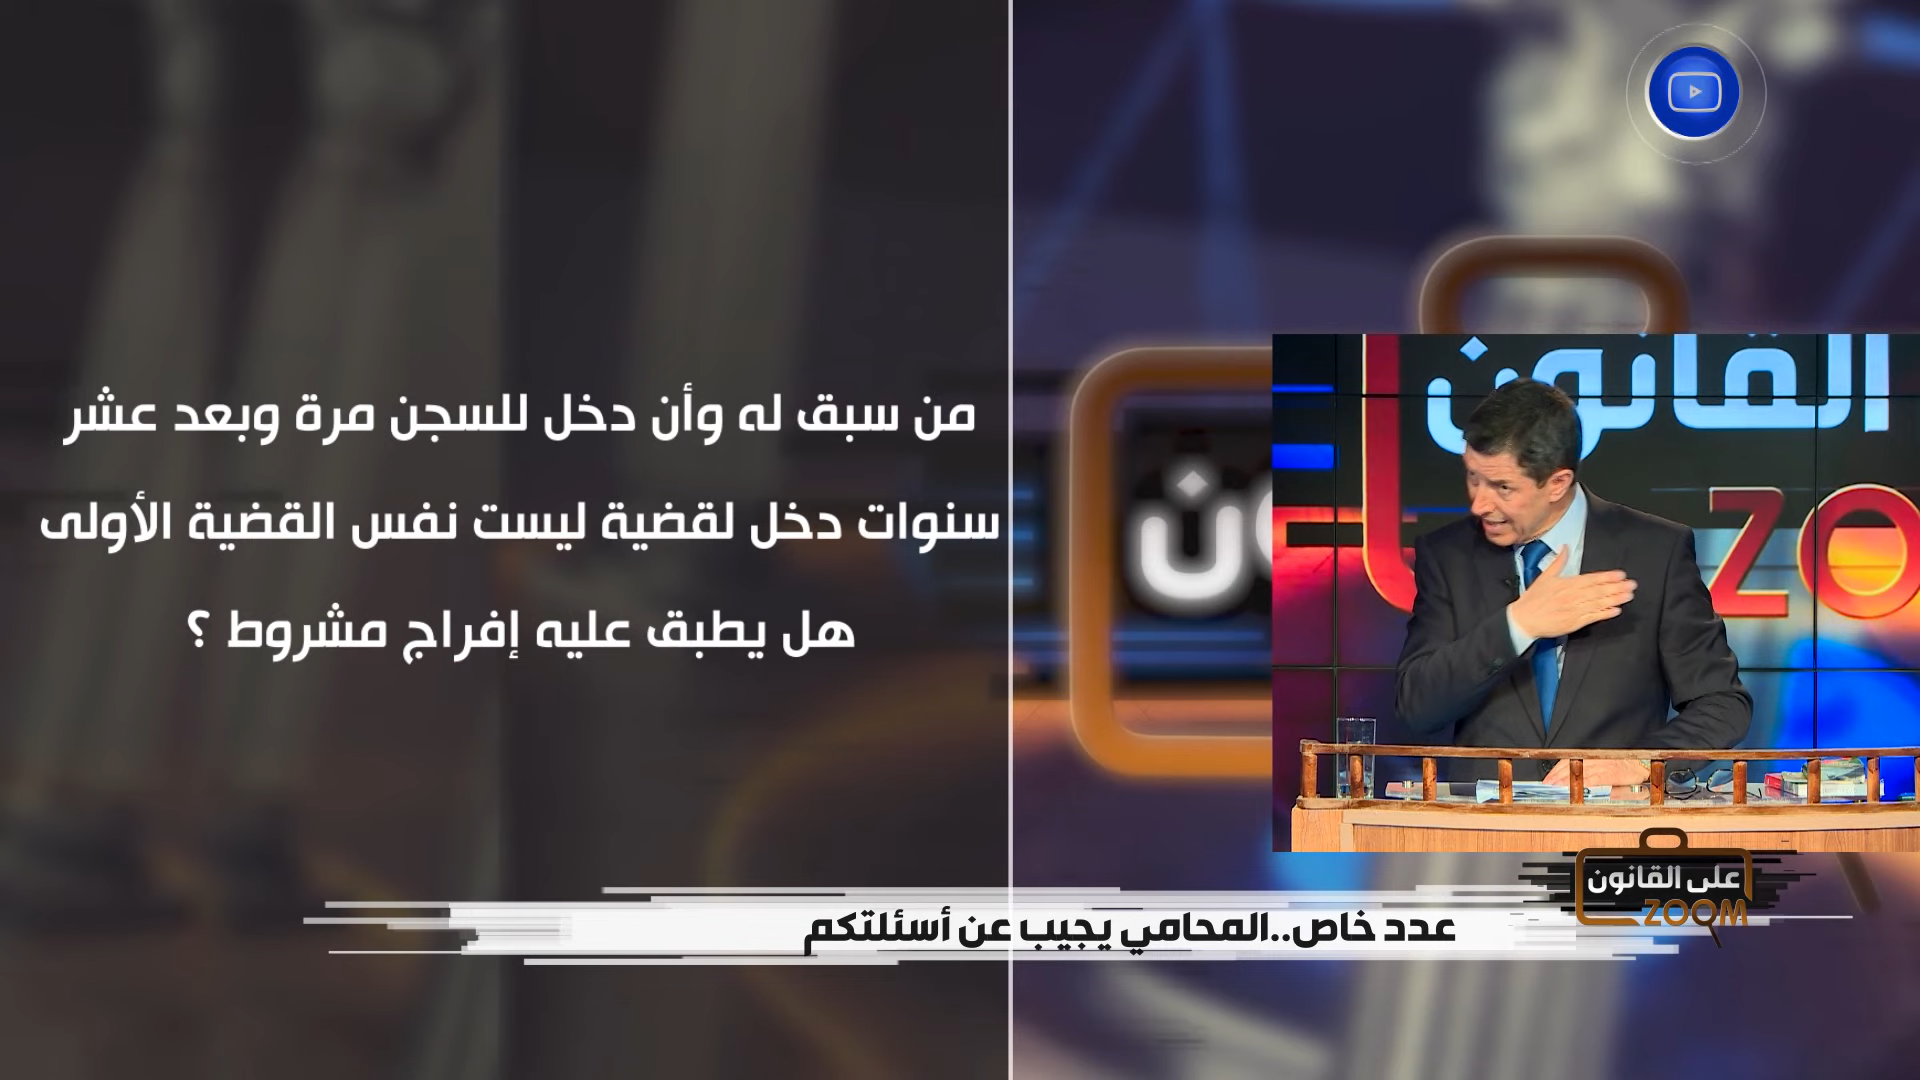 من سبق له وأن دخل للسجن مرة وبعد عشر
سنوات دخل لقضية ليست نفس القضية الأولى
هل يطبق عليه إفراج مشروط ؟
القانون
ZO
ون
على القانون
ZOOM
عدد خاص..المحامي يجيب عن أسئلتكم